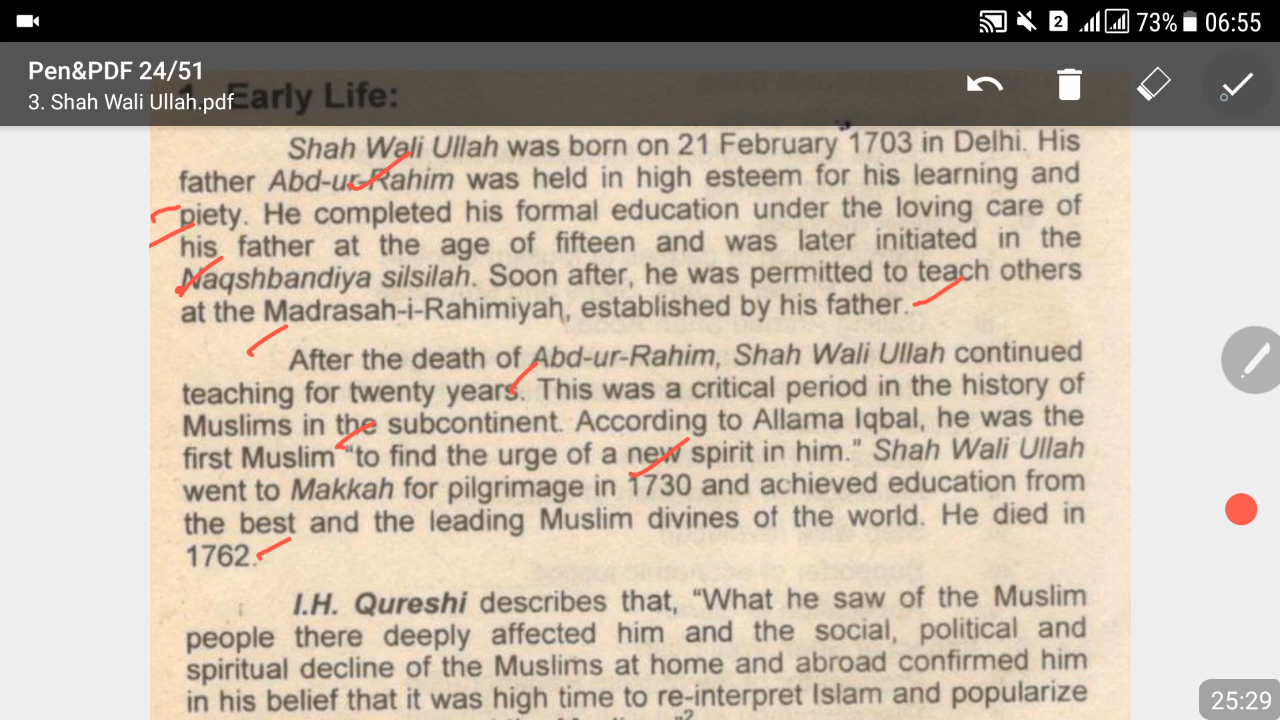 73% 06:55
Pen&PDF 24/51
3. Shah Wali Ullah.pdf
Early Life:
Shah Wali Ullah was born on 21 February 1703 in Delhi. His
father Abd-ur-Rahim was held in high esteem for his learning and
piety. He completed his formal education under the loving care of
his father at the age of fifteen and was later initiated in the
Naqshbandiya silsilah. Soon after, he was permitted to teach others
at the Madrasah-i-Rahimiyah, established by his father.
After the death of Abd-ur-Rahim, Shah Wali Ullah continued
teaching for twenty years. This was a critical period in the history of
Muslims in the subcontinent. According to Allama Iqbal, he was the
first Muslim "to find the urge of a new spirit in him." Shah Wali Ullah
went to Makkah for pilgrimage in 1730 and achieved education from
the best and the leading Muslim divines of the world. He died in
1762.
I.H. Qureshi describes that, "What he saw of the Muslim
people there deeply affected him and the social, political and
spiritual decline of the Muslims at home and abroad confirmed him
in his belief that it was high time to re-interpret Islam and popularize
25:29